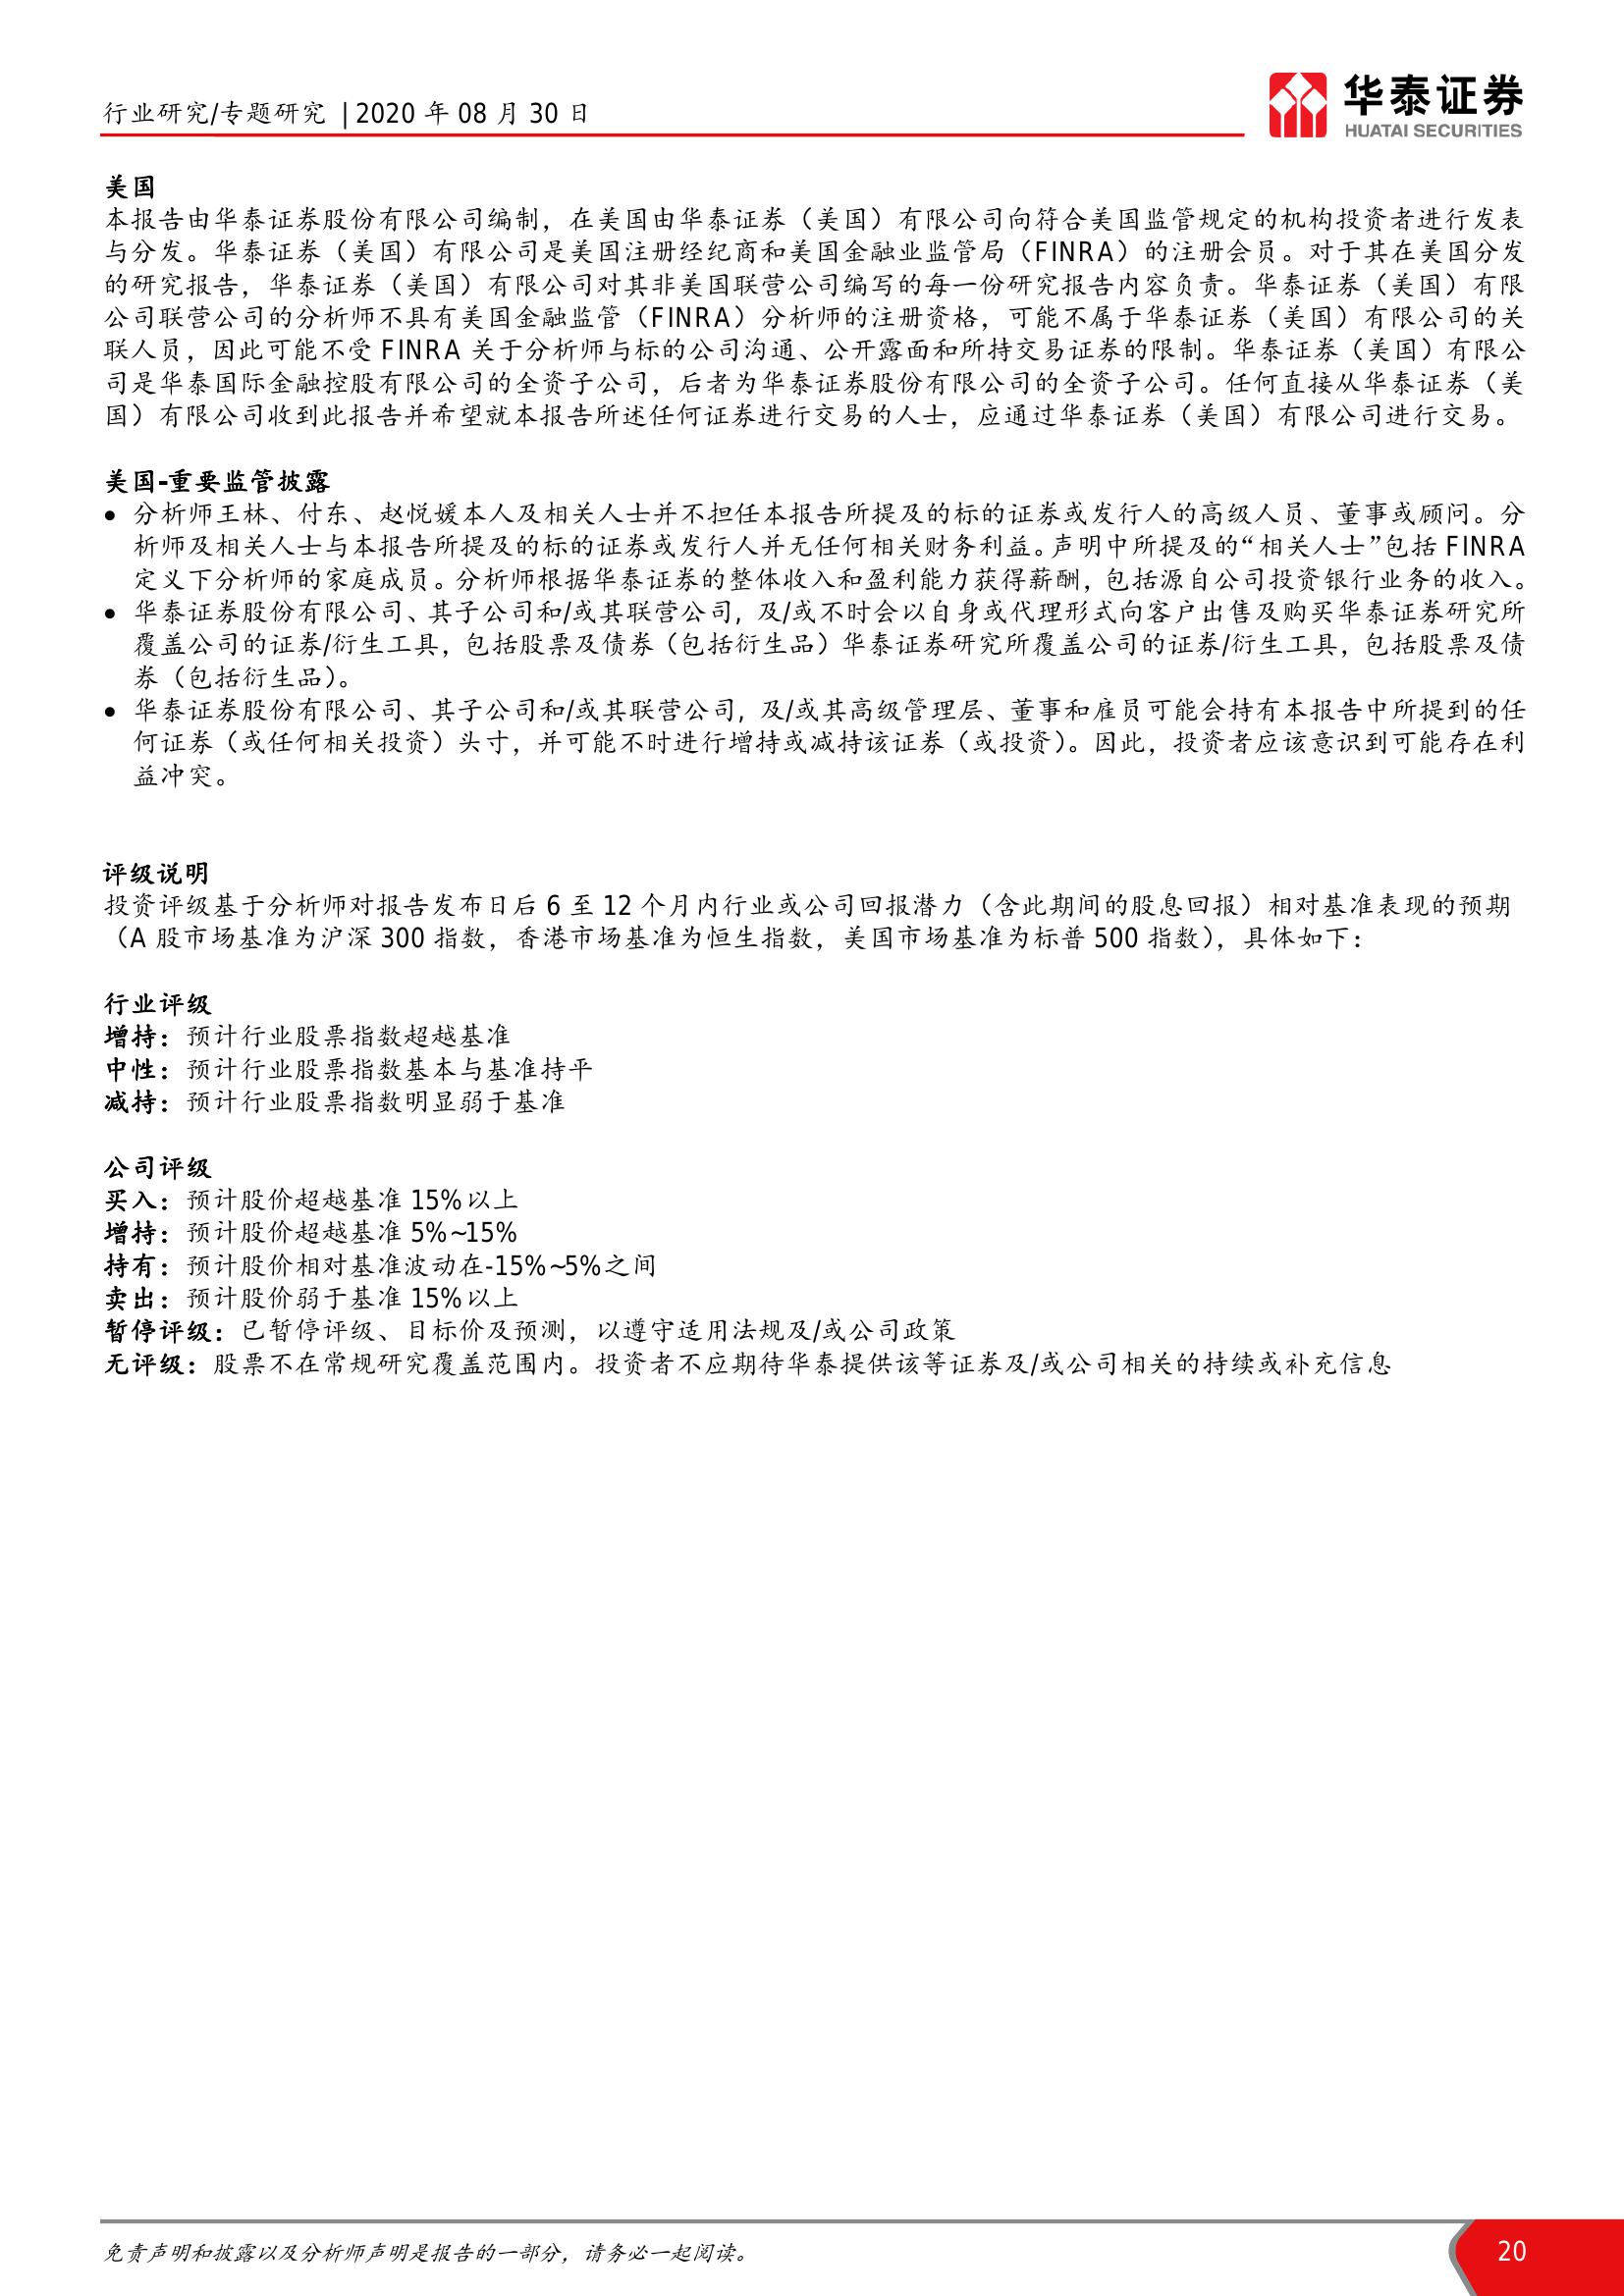 行业研究/专题研究 | 2020 年 08 月 30 日
华泰证券
HUATAI SECURITIES
美国
本报告由华泰证券股份有限公司编制，在美国由华泰证券（美国）有限公司向符合美国监管规定的机构投资者进行发表
与分发。华泰证券（美国）有限公司是美国注册经纪商和美国金融业监管局（FINRA）的注册会员。对于其在美国分发
的研究报告，华泰证券（美国）有限公司对其非美国联营公司编写的每一份研究报告内容负责。华泰证券（美国）有限
公司联营公司的分析师不具有美国金融监管（FINRA）分析师的注册资格，可能不属于华泰证券（美国）有限公司的关
联人员，因此可能不受 FINRA 关于分析师与标的公司沟通、公开露面和所持交易证券的限制。华泰证券（美国）有限公
司是华泰国际金融控股有限公司的全资子公司，后者为华泰证券股份有限公司的全资子公司。任何直接从华泰证券（美
国）有限公司收到此报告并希望就本报告所述任何证券进行交易的人士，应通过华泰证券（美国）有限公司进行交易。
美国-重要监管披露
● 分析师王林、付东、赵悦媛本人及相关人士并不担任本报告所提及的标的证券或发行人的高级人员、董事或顾问。分
析师及相关人士与本报告所提及的标的证券或发行人并无任何相关财务利益。声明中所提及的“相关人士”包括 FINRA
定义下分析师的家庭成员。分析师根据华泰证券的整体收入和盈利能力获得薪酬，包括源自公司投资银行业务的收入。
● 华泰证券股份有限公司、其子公司和/或其联营公司, 及/或不时会以自身或代理形式向客户出售及购买华泰证券研究所
覆盖公司的证券/衍生工具，包括股票及债券（包括衍生品）华泰证券研究所覆盖公司的证券/衍生工具，包括股票及债
券（包括衍生品）。
● 华泰证券股份有限公司、其子公司和/或其联营公司, 及/或其高级管理层、董事和雇员可能会持有本报告中所提到的任
何证券（或任何相关投资）头寸，并可能不时进行增持或减持该证券（或投资）。因此，投资者应该意识到可能存在利
益冲突。
评级说明
投资评级基于分析师对报告发布日后 6 至 12 个月内行业或公司回报潜力（含此期间的股息回报）相对基准表现的预期
（A 股市场基准为沪深 300 指数，香港市场基准为恒生指数，美国市场基准为标普 500 指数），具体如下：
行业评级
增持：预计行业股票指数超越基准
中性：预计行业股票指数基本与基准持平
减持：预计行业股票指数明显弱于基准
公司评级
买入：预计股价超越基准 15%以上
增持：预计股价超越基准 5%~15%
持有：预计股价相对基准波动在-15%~5%之间
卖出：预计股价弱于基准 15%以上
暂停评级：已暂停评级、目标价及预测，以遵守适用法规及/或公司政策
无评级：股票不在常规研究覆盖范围内。投资者不应期待华泰提供该等证券及/或公司相关的持续或补充信息
免责声明和披露以及分析师声明是报告的一部分，请务必一起阅读。
20